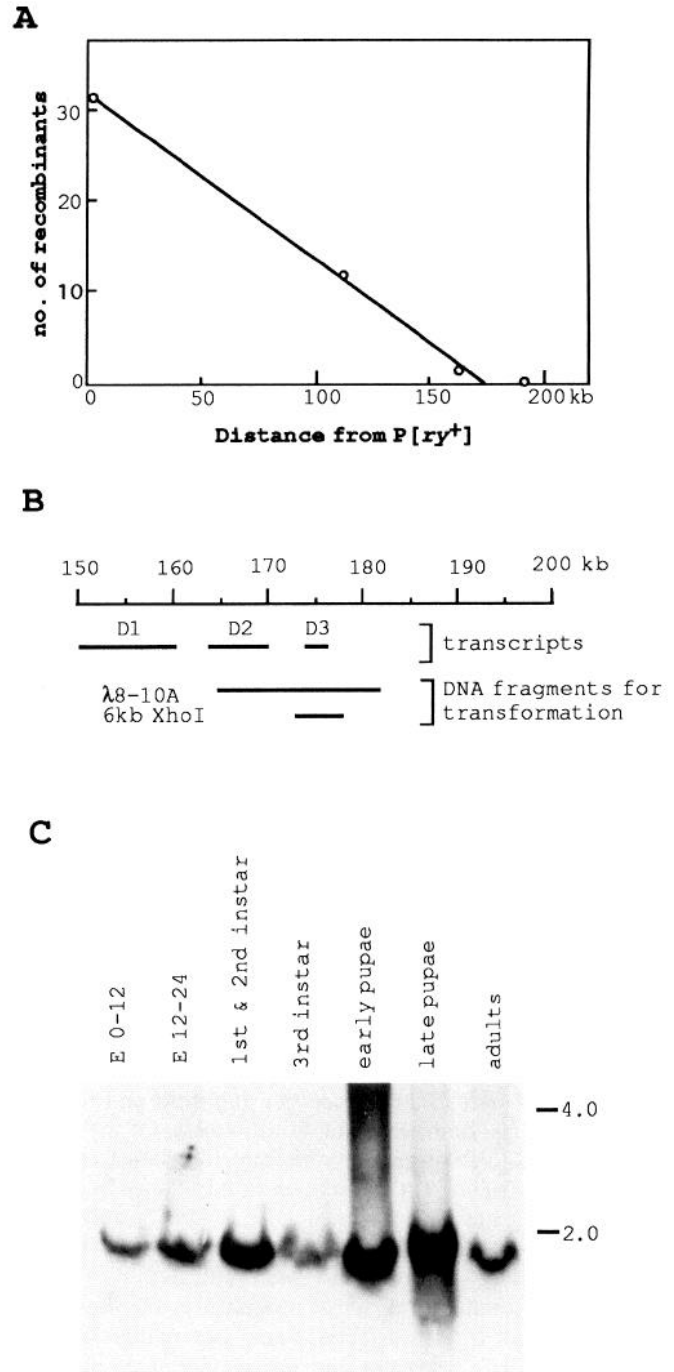 A
no. of recombinants
30
20
10
0
0 50 100 150 200 kb
Distance from P[ry+]
B
150 160 170 180 190 200 kb
D1 D2 D3
transcripts
λ8-10A
6kb XhoI
DNA fragments for
transformation
C
E 0-12
E 12-24
1st & 2nd instar
3rd instar
early pupae
late pupae
adults
4.0
2.0